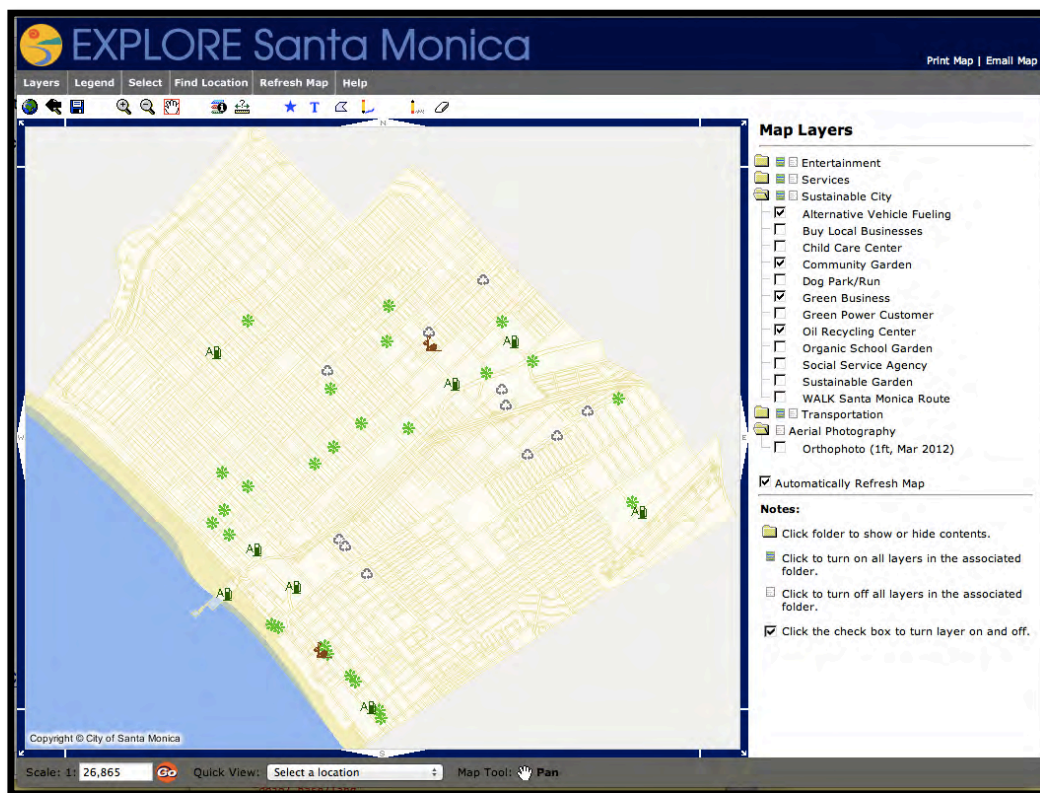 EXPLORE Santa Monica
Print Map | Email Map
Layers Legend Select Find Location Refresh Map Help
N
W
E
S
A
A
A
A
A
A
A
A
Copyright © City of Santa Monica
Map Layers
Entertainment
Services
Sustainable City
Alternative Vehicle Fueling
Buy Local Businesses
Child Care Center
Community Garden
Dog Park/Run
Green Business
Green Power Customer
Oil Recycling Center
Organic School Garden
Social Service Agency
Sustainable Garden
WALK Santa Monica Route
Transportation
Aerial Photography
Orthophoto (1ft, Mar 2012)
Automatically Refresh Map
Notes:
Click folder to show or hide contents.
Click to turn on all layers in the associated
folder.
Click to turn off all layers in the associated
folder.
Click the check box to turn layer on and off.
Scale: 1: 26,865 Go Quick View: Select a location Map Tool: Pan